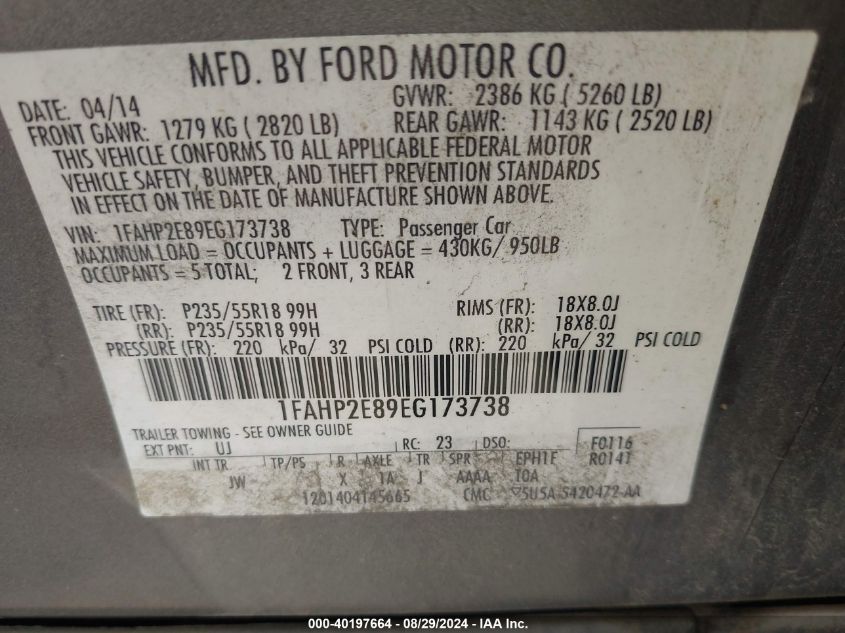 MFD. BY FORD MOTOR CO.
DATE: 04/14 GVWR: 2386 KG ( 5260 LB)
FRONT GAWR: 1279 KG ( 2820 LB) REAR GAWR: 1143 KG ( 2520 LB)
THIS VEHICLE CONFORMS TO ALL APPLICABLE FEDERAL MOTOR
VEHICLE SAFETY, BUMPER, AND THEFT PREVENTION STANDARDS
IN EFFECT ON THE DATE OF MANUFACTURE SHOWN ABOVE.
VIN: 1FAHP2E89EG173738 TYPE: Passenger Car
MAXIMUM LOAD = OCCUPANTS + LUGGAGE = 430KG/ 950LB
OCCUPANTS = 5 TOTAL; 2 FRONT, 3 REAR
TIRE (FR): P235/55R18 99H RIMS (FR): 18X8.0J
(RR): P235/55R18 99H (RR): 18X8.0J
PRESSURE (FR): 220 kPa/ 32 PSI COLD (RR): 220 kPa/ 32 PSI COLD
1FAHP2E89EG173738
TRAILER TOWING - SEE OWNER GUIDE
EXT PNT: UJ RC: 23 DSO: F0116
INT TR TP/PS R AXLE TR SPR EPH1F R0141
JW X 1A J AAAA T0A
1201404145665 CMC 5U5A S420472-AA
000-40197664 - 08/29/2024 - IAA Inc.